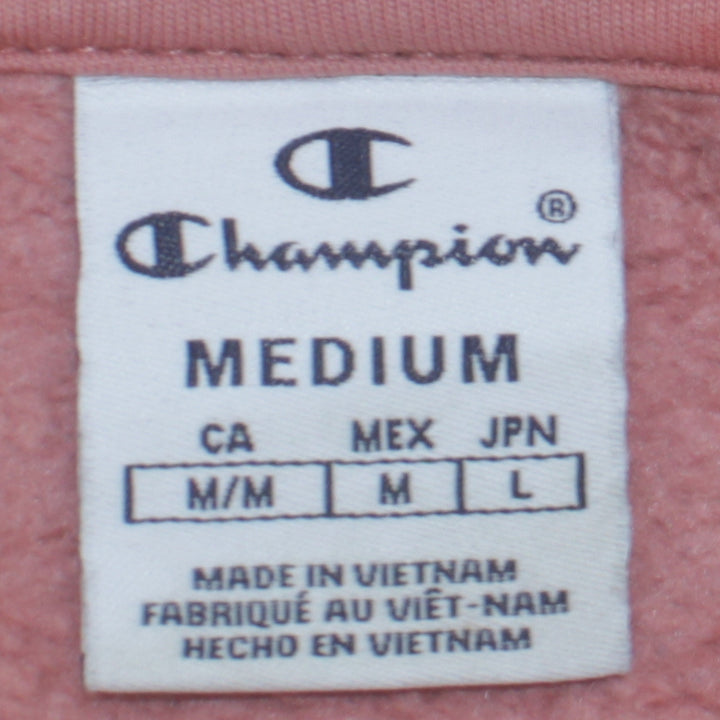 Champion®
MEDIUM
CA MEX JPN
M/M M L
MADE IN VIETNAM
FABRIQUÉ AU VIÊT-NAM
HECHO EN VIETNAM